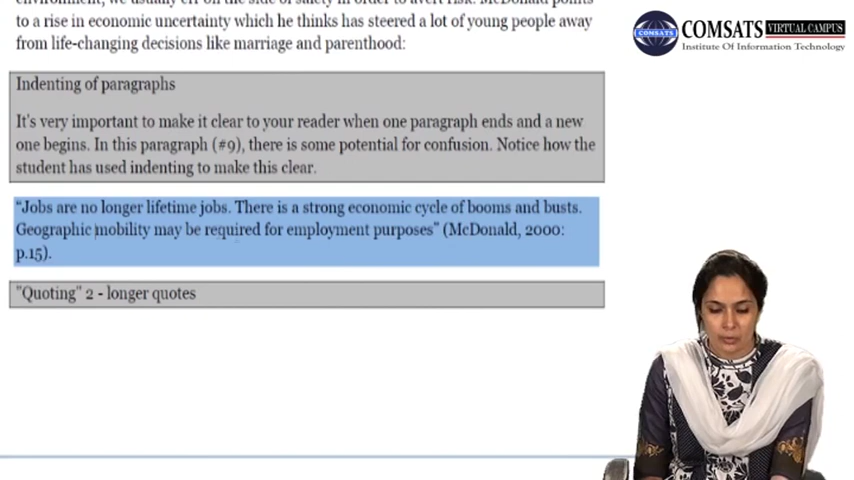 environment, we usually err on the side of safety in order to avert risk. McDonald points
to a rise in economic uncertainty which he thinks has steered a lot of young people away
from life-changing decisions like marriage and parenthood:
Indenting of paragraphs
It's very important to make it clear to your reader when one paragraph ends and a new
one begins. In this paragraph (#9), there is some potential for confusion. Notice how the
student has used indenting to make this clear.
"Jobs are no longer lifetime jobs. There is a strong economic cycle of booms and busts.
Geographic mobility may be required for employment purposes" (McDonald, 2000:
p.15).
"Quoting" 2 - longer quotes
COMSATS
COMSATS VIRTUAL CAMPUS
Institute Of Information Technology